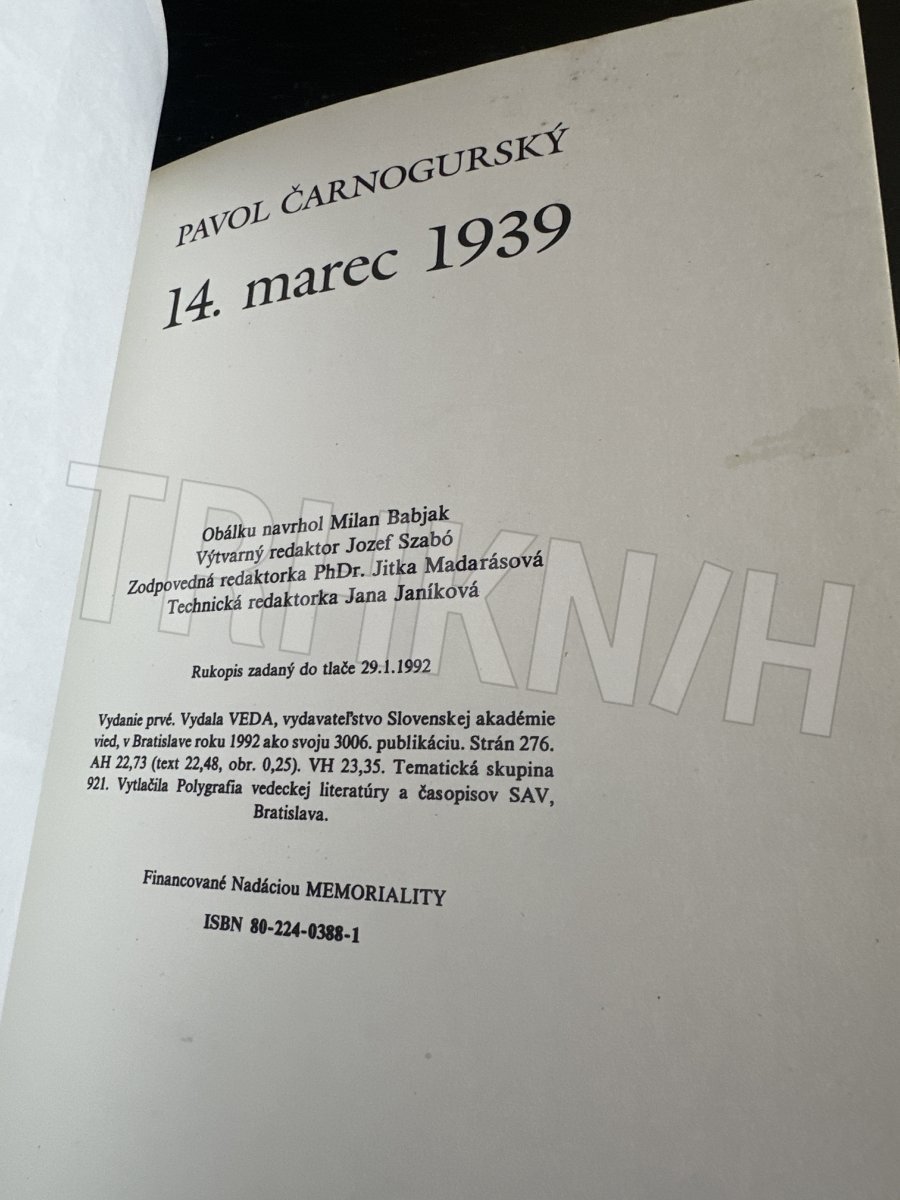 PAVOL ČARNOGURSKÝ
14. marec 1939
Obálku navrhol Milan Babjak
Výtvarný redaktor Jozef Szabó
Zodpovedná redaktorka PhDr. Jitka Madarásová
Technická redaktorka Jana Janíková
Rukopis zadaný do tlače 29.1.1992
Vydanie prvé. Vydala VEDA, vydavateľstvo Slovenskej akadémie
vied, v Bratislave roku 1992 ako svoju 3006. publikáciu. Strán 276.
AH 22,73 (text 22,48, obr. 0,25). VH 23,35. Tematická skupina
921. Vytlačila Polygrafia vedeckej literatúry a časopisov SAV,
Bratislava.
Financované Nadáciou MEMORIALITY
ISBN 80-224-0388-1
TRHKN/H